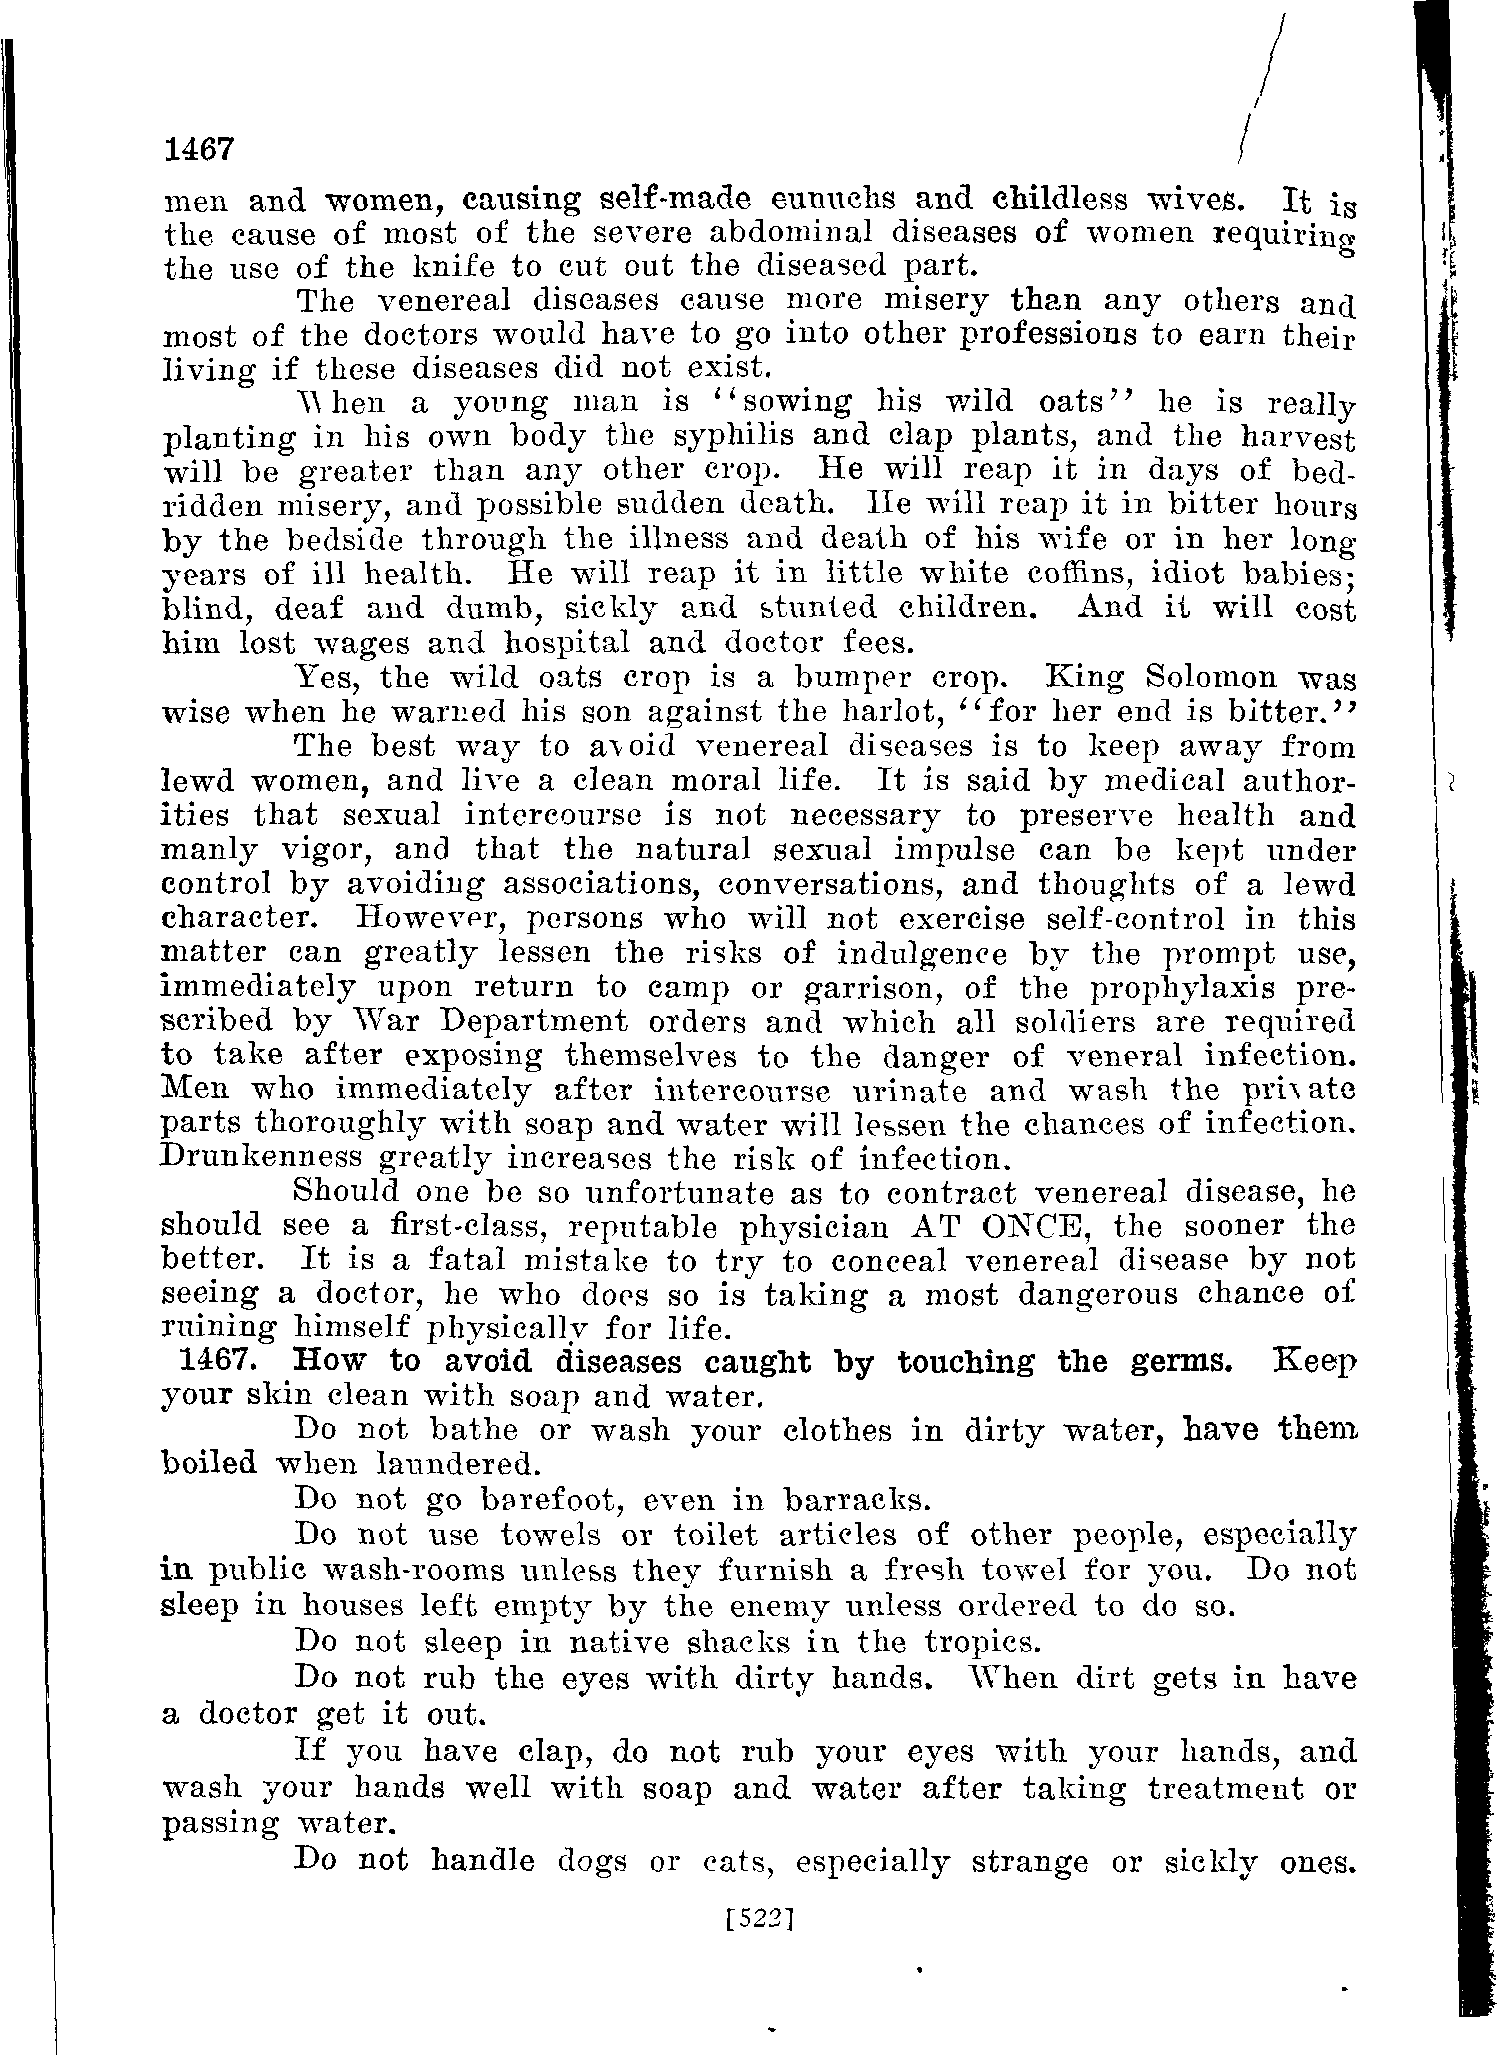 1467
men and women, causing self-made eunuchs and childless wives. It is
the cause of most of the severe abdominal diseases of women requiring
the use of the knife to cut out the diseased part.
The venereal diseases cause more misery than any others and
most of the doctors would have to go into other professions to earn their
living if these diseases did not exist.
When a young man is ‘‘sowing his wild oats’’ he is really
planting in his own body the syphilis and clap plants, and the harvest
will be greater than any other crop. He will reap it in days of bed-
ridden misery, and possible sudden death. He will reap it in bitter hours
by the bedside through the illness and death of his wife or in her long
years of ill health. He will reap it in little white coffins, idiot babies;
blind, deaf and dumb, sickly and stunted children. And it will cost
him lost wages and hospital and doctor fees.
Yes, the wild oats crop is a bumper crop. King Solomon was
wise when he warned his son against the harlot, ‘‘for her end is bitter.’’
The best way to avoid venereal diseases is to keep away from
lewd women, and live a clean moral life. It is said by medical author-
ities that sexual intercourse is not necessary to preserve health and
manly vigor, and that the natural sexual impulse can be kept under
control by avoiding associations, conversations, and thoughts of a lewd
character. However, persons who will not exercise self-control in this
matter can greatly lessen the risks of indulgence by the prompt use,
immediately upon return to camp or garrison, of the prophylaxis pre-
scribed by War Department orders and which all soldiers are required
to take after exposing themselves to the danger of veneral infection.
Men who immediately after intercourse urinate and wash the private
parts thoroughly with soap and water will lessen the chances of infection.
Drunkenness greatly increases the risk of infection.
Should one be so unfortunate as to contract venereal disease, he
should see a first-class, reputable physician AT ONCE, the sooner the
better. It is a fatal mistake to try to conceal venereal disease by not
seeing a doctor, he who does so is taking a most dangerous chance of
ruining himself physically for life.
1467. How to avoid diseases caught by touching the germs. Keep
your skin clean with soap and water.
Do not bathe or wash your clothes in dirty water, have them
boiled when laundered.
Do not go barefoot, even in barracks.
Do not use towels or toilet articles of other people, especially
in public wash-rooms unless they furnish a fresh towel for you. Do not
sleep in houses left empty by the enemy unless ordered to do so.
Do not sleep in native shacks in the tropics.
Do not rub the eyes with dirty hands. When dirt gets in have
a doctor get it out.
If you have clap, do not rub your eyes with your hands, and
wash your hands well with soap and water after taking treatment or
passing water.
Do not handle dogs or cats, especially strange or sickly ones.
[522]